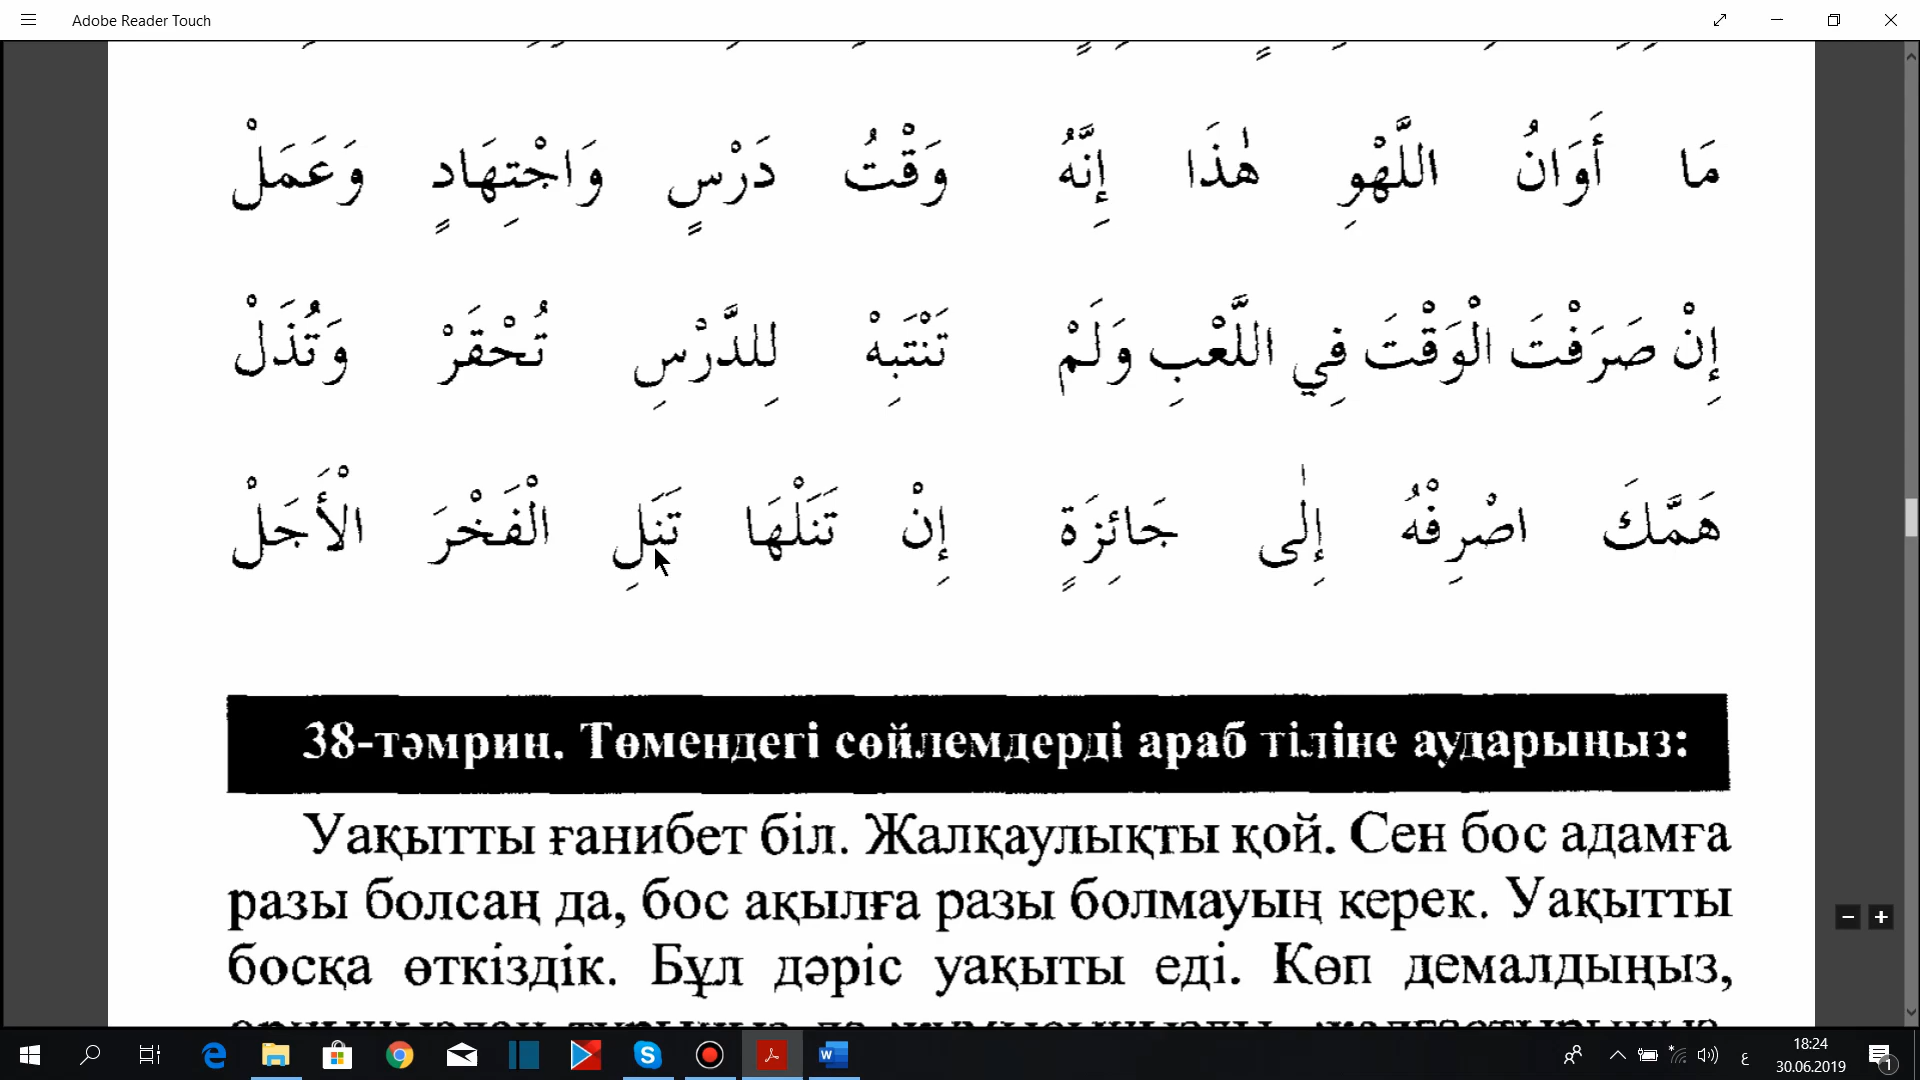 Adobe Reader Touch
مَا أَوَانُ اللَّهْوِ هٰذَا إِنَّهُ وَقْتُ دَرْسٍ وَاجْتِهَادٍ وَعَمَلْ
إِنْ صَرَفْتَ الْوَقْتَ فِي اللَّعْبِ وَلَمْ تَنْتَبِهْ لِلدَّرْسِ تُحْقَرْ وَتُذَلْ
هَمَّكَ اصْرِفْهُ إِلٰى جَائِزَةٍ إِنْ تَنَلْهَا تَنَلِ الْفَخْرَ الْأَجَلْ
38-тәмрин. Төмендегі сөйлемдерді араб тіліне аударыңыз:
Уақытты ғанибет біл. Жалқаулықты қой. Сен бос адамға
разы болсаң да, бос ақылға разы болмауың керек. Уақытты
босқа өткіздік. Бұл дәріс уақыты еді. Көп демалдыңыз,
ع
18:24
30.06.2019
1